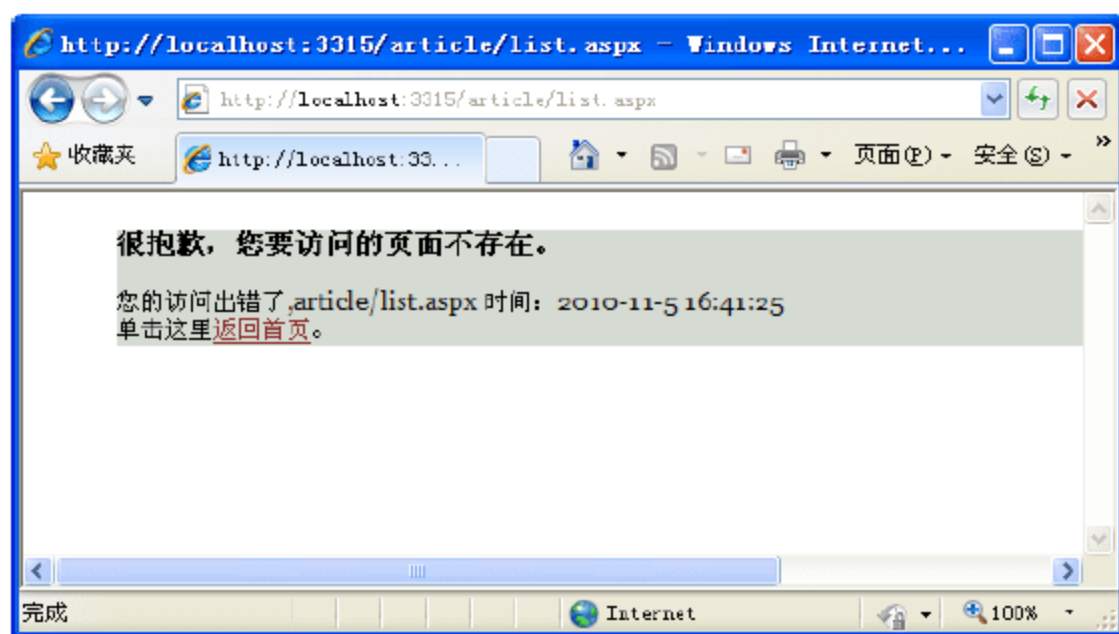 http://localhost:3315/article/list.aspx - Windows Internet...
http://localhost:3315/article/list.aspx
收藏夹 http://localhost:33... 页面(P) 安全(S) »
很抱歉，您要访问的页面不存在。
您的访问出错了,article/list.aspx 时间：2010-11-5 16:41:25
单击这里返回首页。
完成 Internet 100%